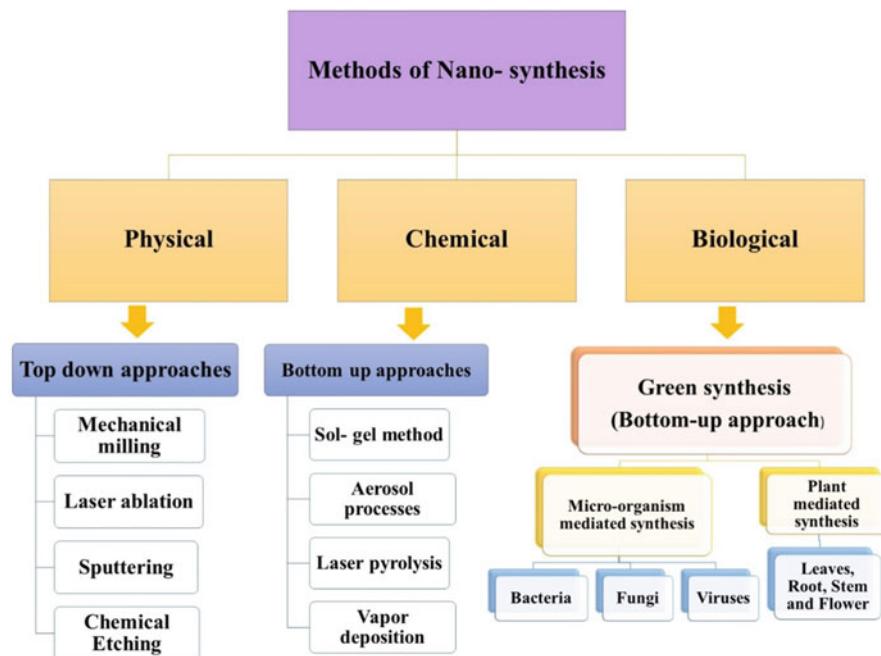 Methods of Nano- synthesis
Physical
Chemical
Biological
Top down approaches
Mechanical
milling
Laser ablation
Sputtering
Chemical
Etching
Bottom up approaches
Sol- gel method
Aerosol
processes
Laser pyrolysis
Vapor
deposition
Green synthesis
(Bottom-up approach)
Micro-organism
mediated synthesis
Bacteria
Fungi
Viruses
Plant
mediated
synthesis
Leaves,
Root, Stem
and Flower